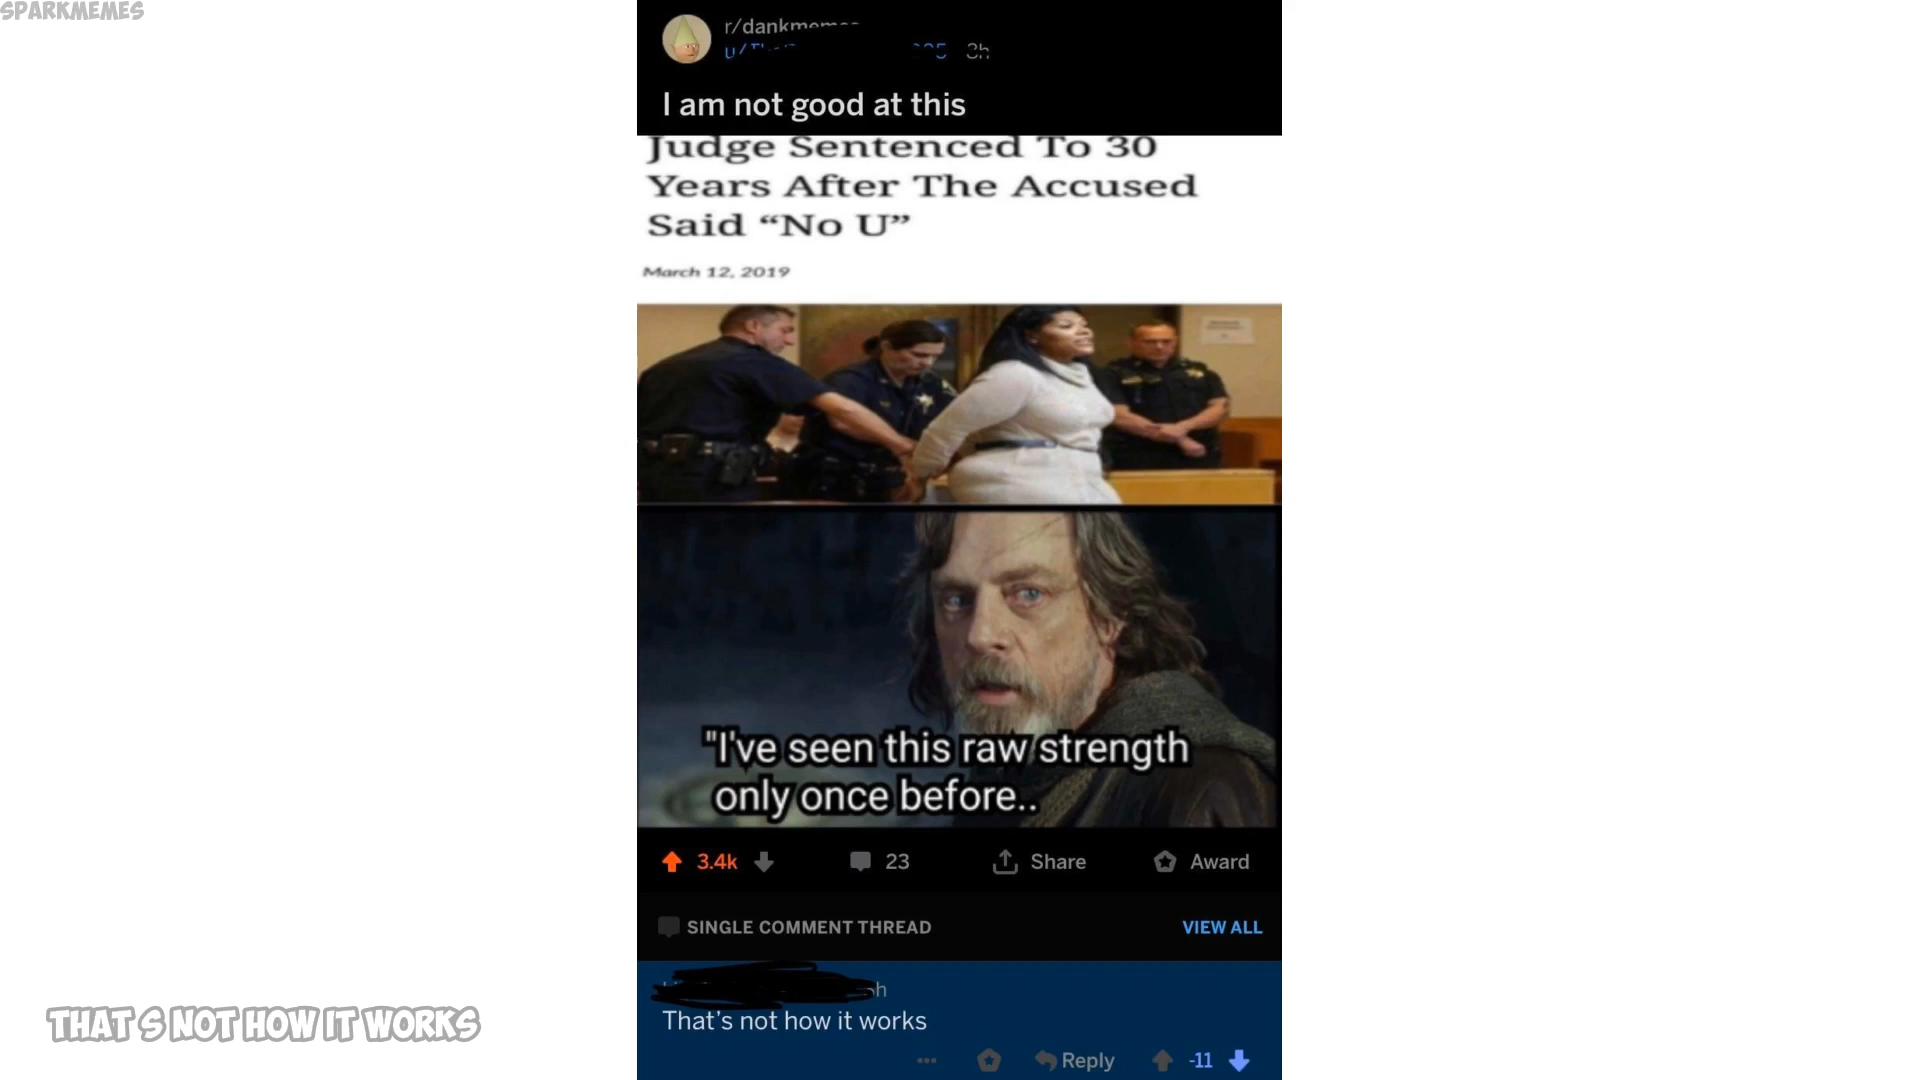 SPARKMEMES
r/dankmemes
3h
I am not good at this
Judge Sentenced To 30
Years After The Accused
Said “No U”
March 12, 2019
"I've seen this raw strength
only once before..
3.4k
23
Share
Award
SINGLE COMMENT THREAD
VIEW ALL
h
That’s not how it works
Reply
-11
THAT S NOT HOW IT WORKS